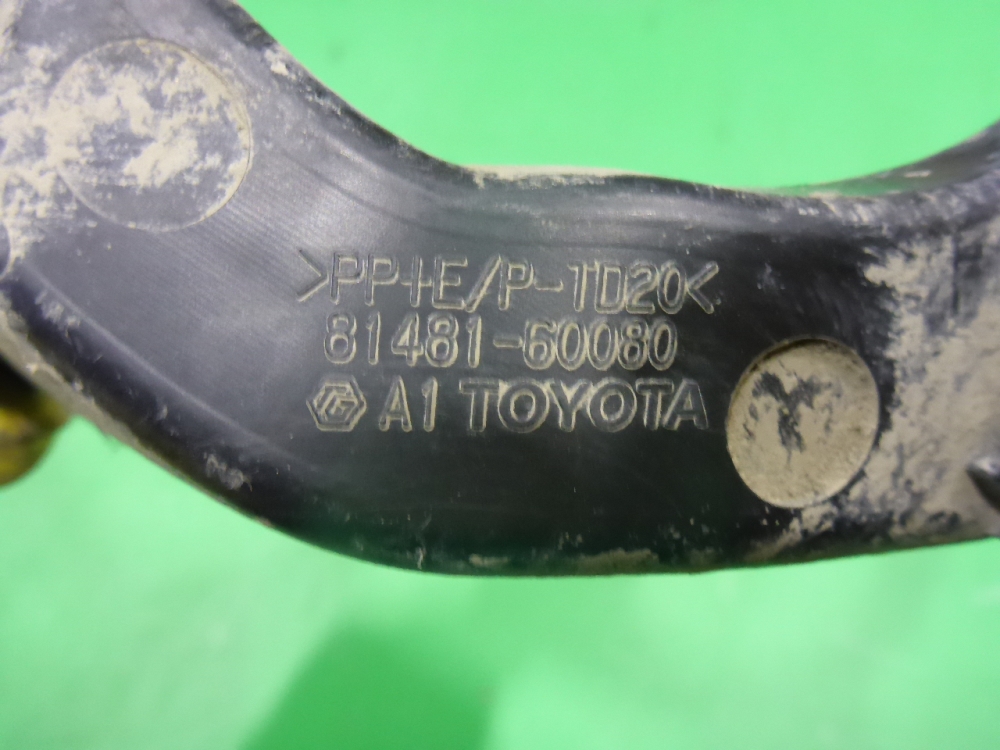 >PP+E/P-TD20<
81481-60080
G A1 TOYOTA